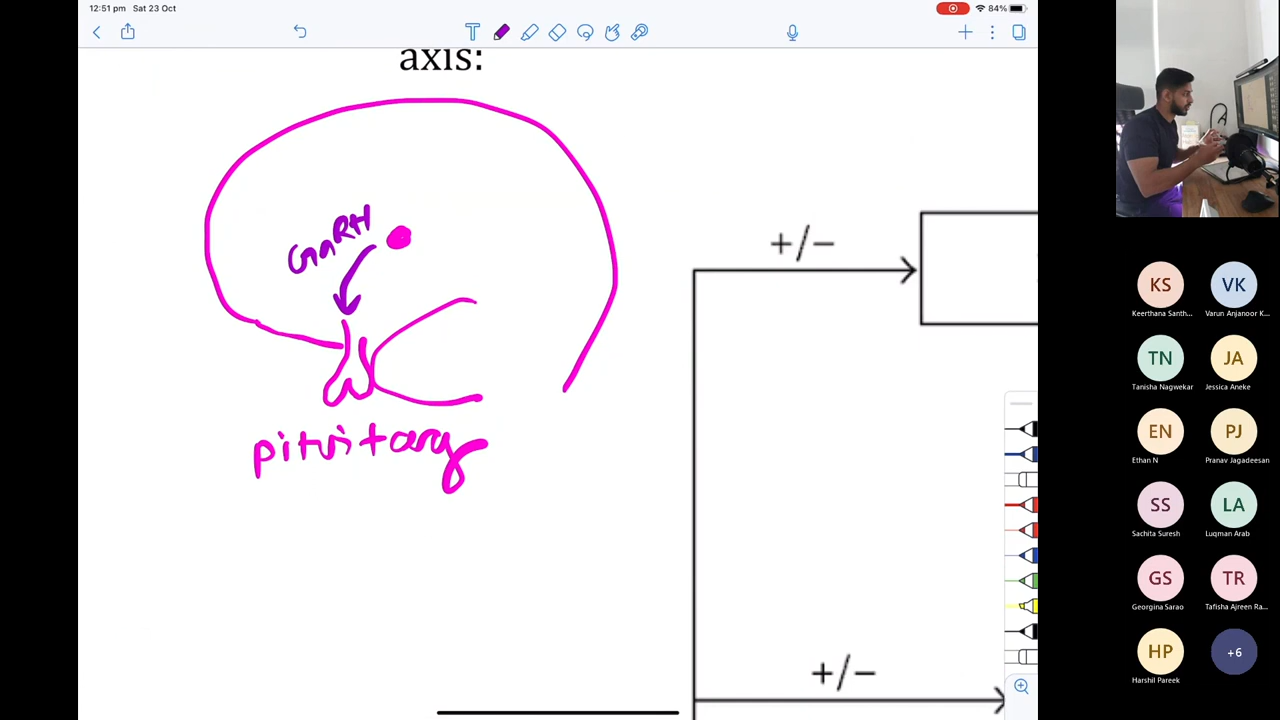 12:51 pm Sat 23 Oct
84%
T
axis:
GnRH
pituitary
+/−
+/−
KS
Keerthana Santh...
VK
Varun Anjanoor K...
TN
Tanisha Nagwekar
JA
Jessica Aneke
EN
Ethan N
PJ
Pranav Jagadeesan
SS
Sachita Suresh
LA
Luqman Arab
GS
Georgina Sarao
TR
Tafisha Ajreen Ra...
HP
Harshil Pareek
+6